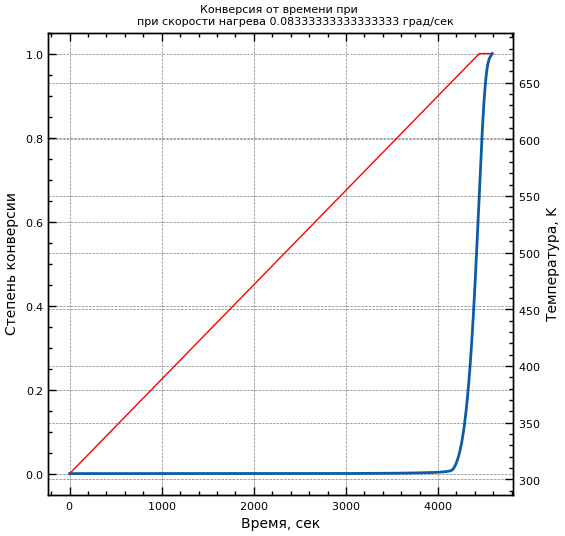 Конверсия от времени при
при скорости нагрева 0.08333333333333333 град/сек
1.0
0.8
0.6
0.4
0.2
0.0
Степень конверсии
650
600
550
500
450
400
350
300
Температура, К
0 1000 2000 3000 4000
Время, сек